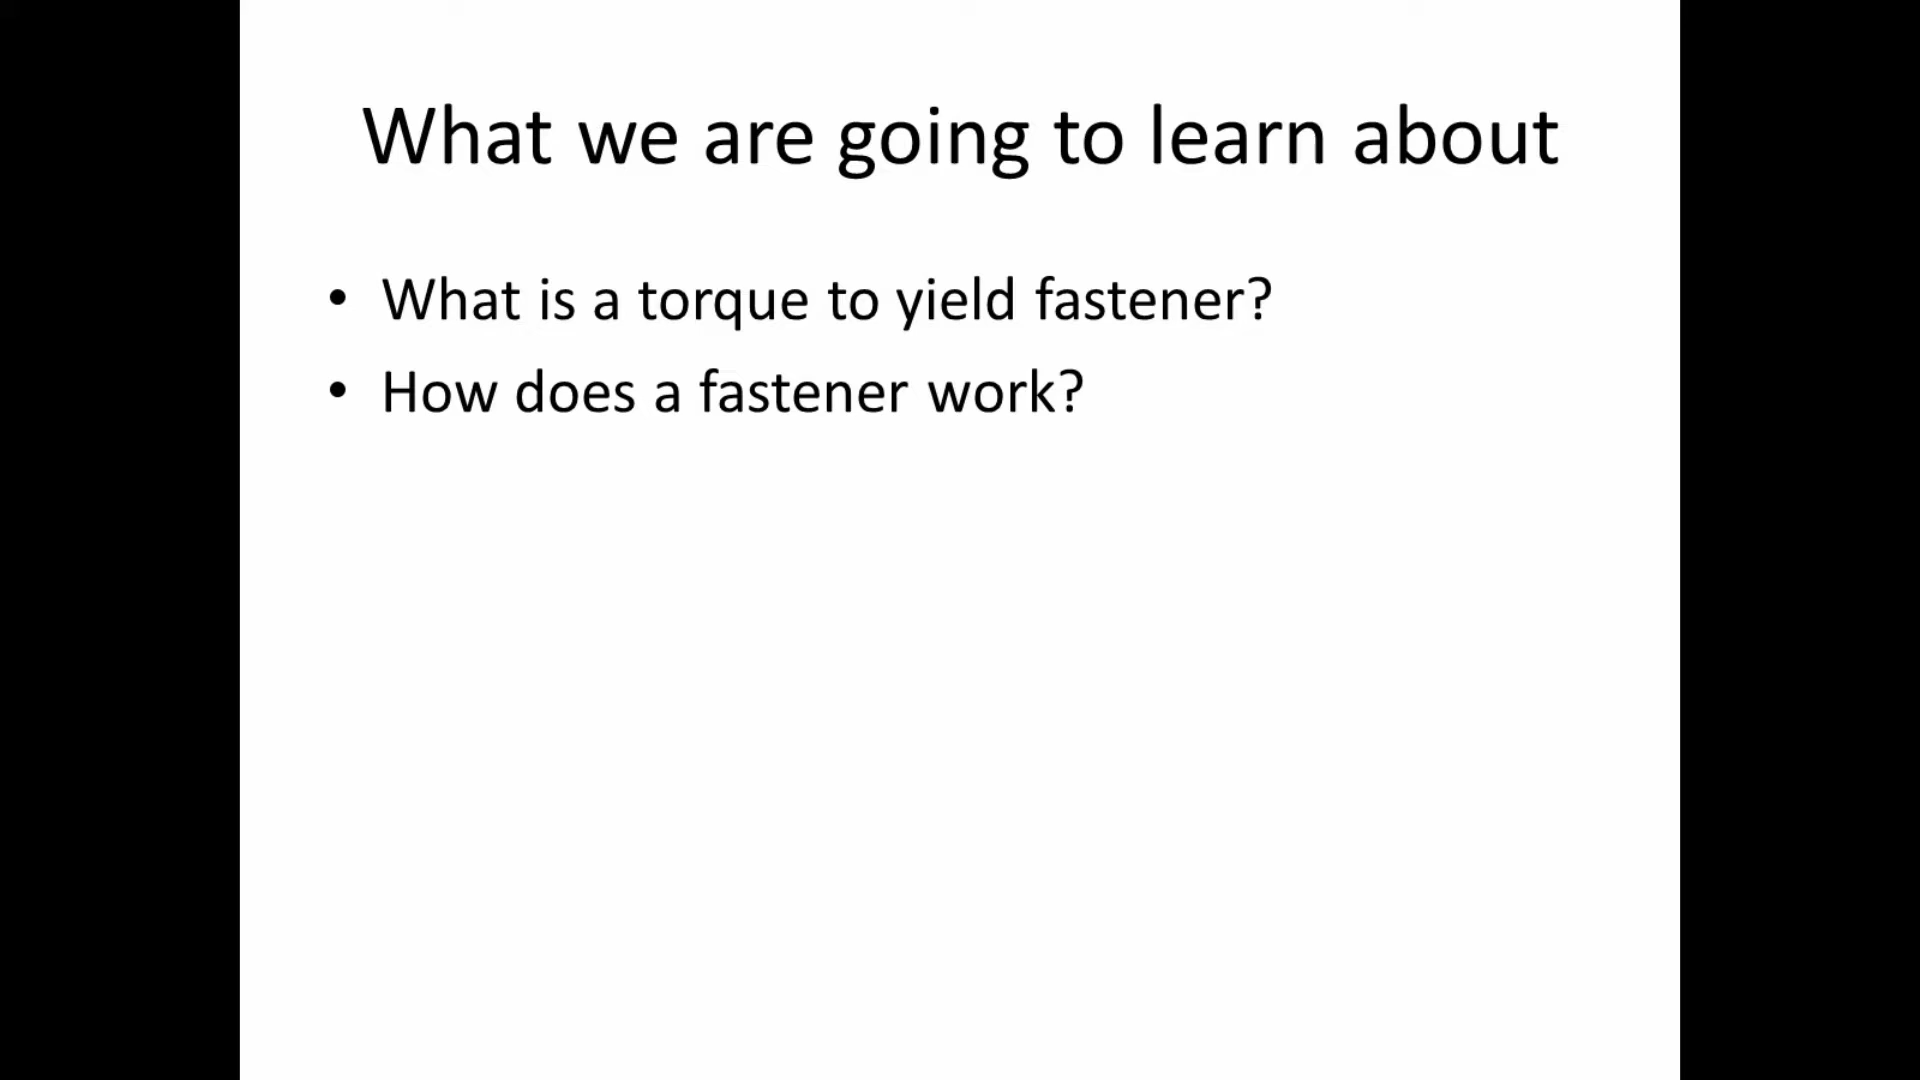 What we are going to learn about
• What is a torque to yield fastener?
• How does a fastener work?